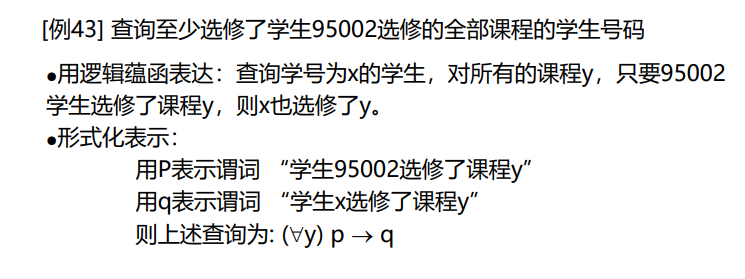 [例43] 查询至少选修了学生95002选修的全部课程的学生号码
●用逻辑蕴函表达：查询学号为x的学生，对所有的课程y，只要95002
学生选修了课程y，则x也选修了y。
●形式化表示：
用P表示谓词 “学生95002选修了课程y”
用q表示谓词 “学生x选修了课程y”
则上述查询为: (∀y) p → q